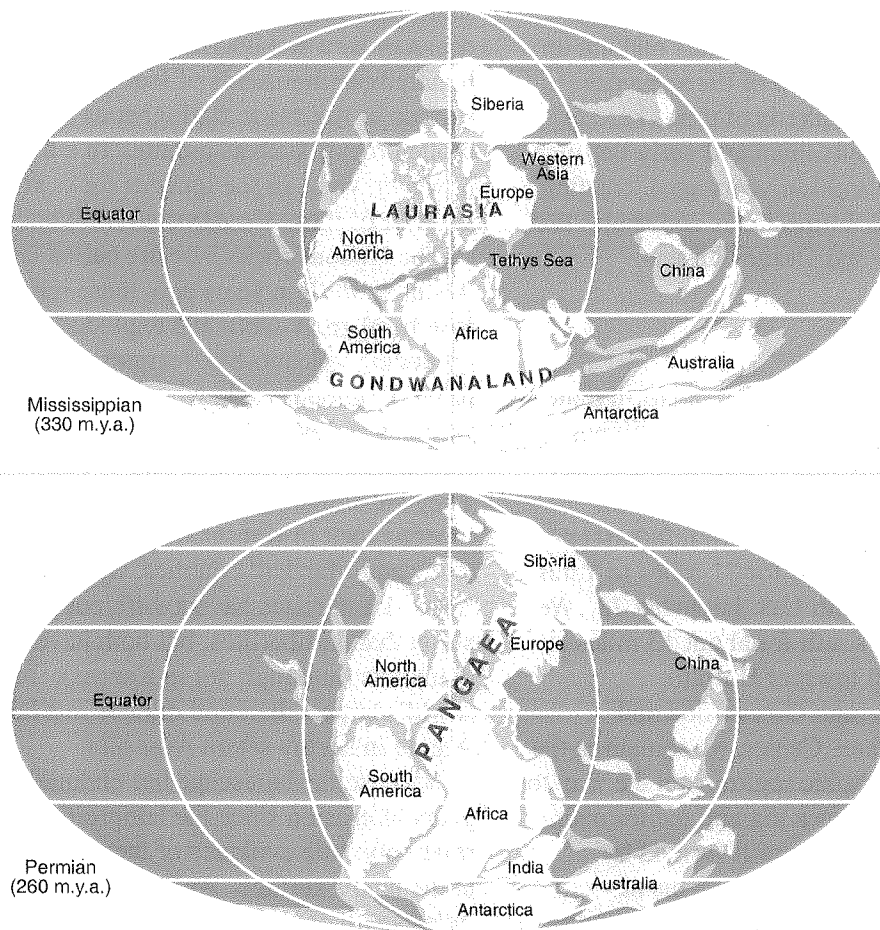 Siberia
Western
Asia
Europe
Equator
LAURASIA
North
America
Tethys Sea
China
South
America
Africa
Australia
GONDWANALAND
Mississippian
(330 m.y.a.)
Antarctica
Siberia
Europe
China
North
America
PANGAEA
Equator
South
America
Africa
Permian
(260 m.y.a.)
India
Australia
Antarctica